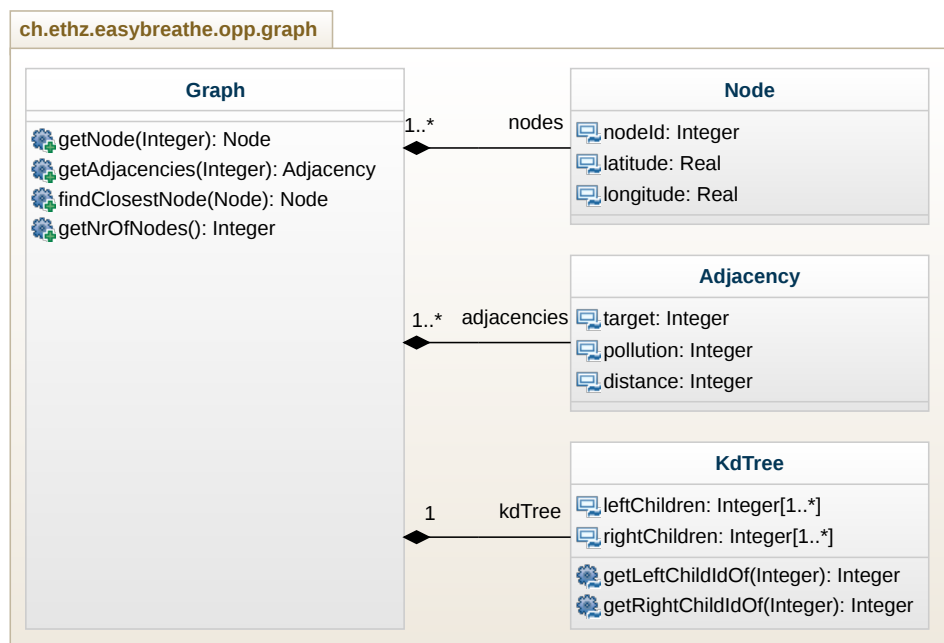 ch.ethz.easybreathe.opp.graph
Graph
getNode(Integer): Node
getAdjacencies(Integer): Adjacency
findClosestNode(Node): Node
getNrOfNodes(): Integer
1..* nodes
Node
nodeId: Integer
latitude: Real
longitude: Real
1..* adjacencies
Adjacency
target: Integer
pollution: Integer
distance: Integer
1 kdTree
KdTree
leftChildren: Integer[1..*]
rightChildren: Integer[1..*]
getLeftChildIdOf(Integer): Integer
getRightChildIdOf(Integer): Integer